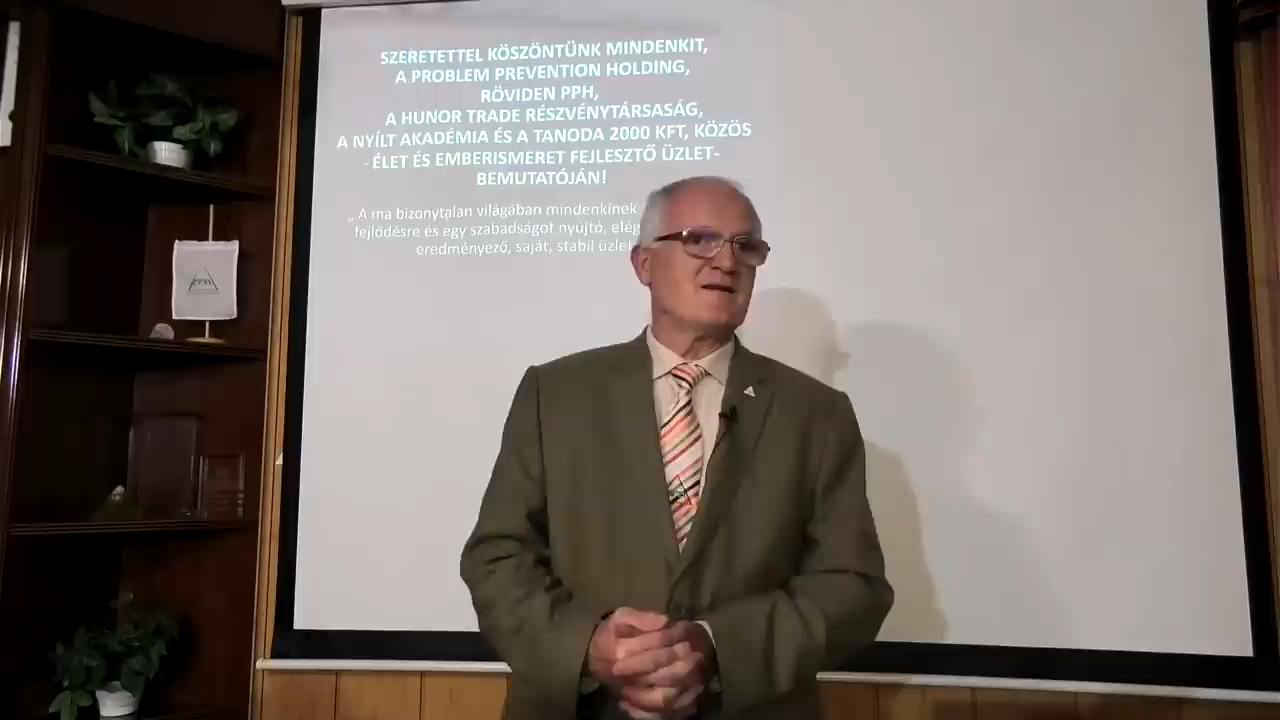 SZERETETTEL KÖSZÖNTÜNK MINDENKIT,
A PROBLEM PREVENTION HOLDING,
RÖVIDEN PPH,
A HUNOR TRADE RÉSZVÉNYTÁRSASÁG,
A NYÍLT AKADÉMIA ÉS A TANODA 2000 KFT, KÖZÖS
- ÉLET ÉS EMBERISMERET FEJLESZTŐ ÜZLET-
BEMUTATÓJÁN!
„ A ma bizonytalan világában mindenkinek
fejlődésre és egy szabadságot nyújtó,
eredményező, saját, stabil